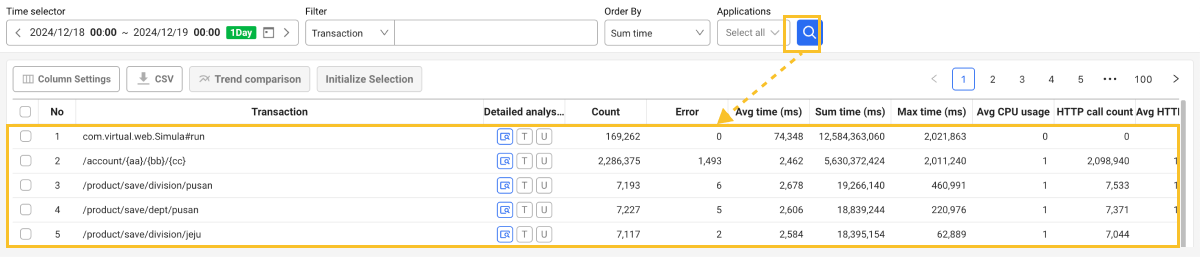 Time selector Filter Order By Applications
2024/12/18 00:00 ~ 2024/12/19 00:00 1Day Transaction Sum time Select all
Column Settings CSV Trend comparison Initialize Selection 1 2 3 4 5 ••• 100
No Transaction Detailed analys... Count Error Avg time (ms) Sum time (ms) Max time (ms) Avg CPU usage HTTP call count Avg HTT
1 com.virtual.web.Simula#run T U 169,262 0 74,348 12,584,363,060 2,021,863 0 0
2 /account/{aa}/{bb}/{cc} T U 2,286,375 1,493 2,462 5,630,372,424 2,011,240 1 2,098,940 1
3 /product/save/division/pusan T U 7,193 6 2,678 19,266,140 460,991 1 7,533 1
4 /product/save/dept/pusan T U 7,227 5 2,606 18,839,244 220,976 1 7,371 1
5 /product/save/division/jeju T U 7,117 2 2,584 18,395,154 62,889 1 7,044